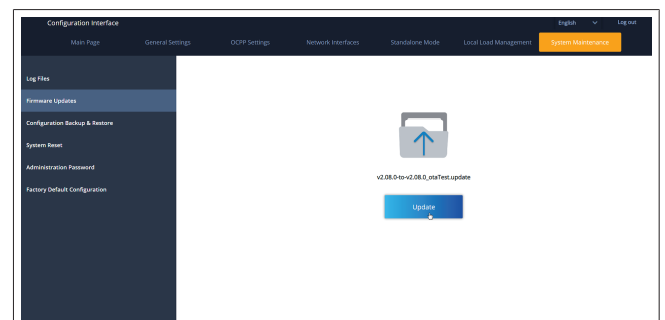 Configuration Interface
English
Log out
Main Page
General Settings
OCPP Settings
Network Interfaces
Standalone Mode
Local Load Management
System Maintenance
Log Files
Firmware Updates
Configuration Backup & Restore
System Reset
Administration Password
Factory Default Configuration
v2.08.0-to-v2.08.0_otaTest.update
Update